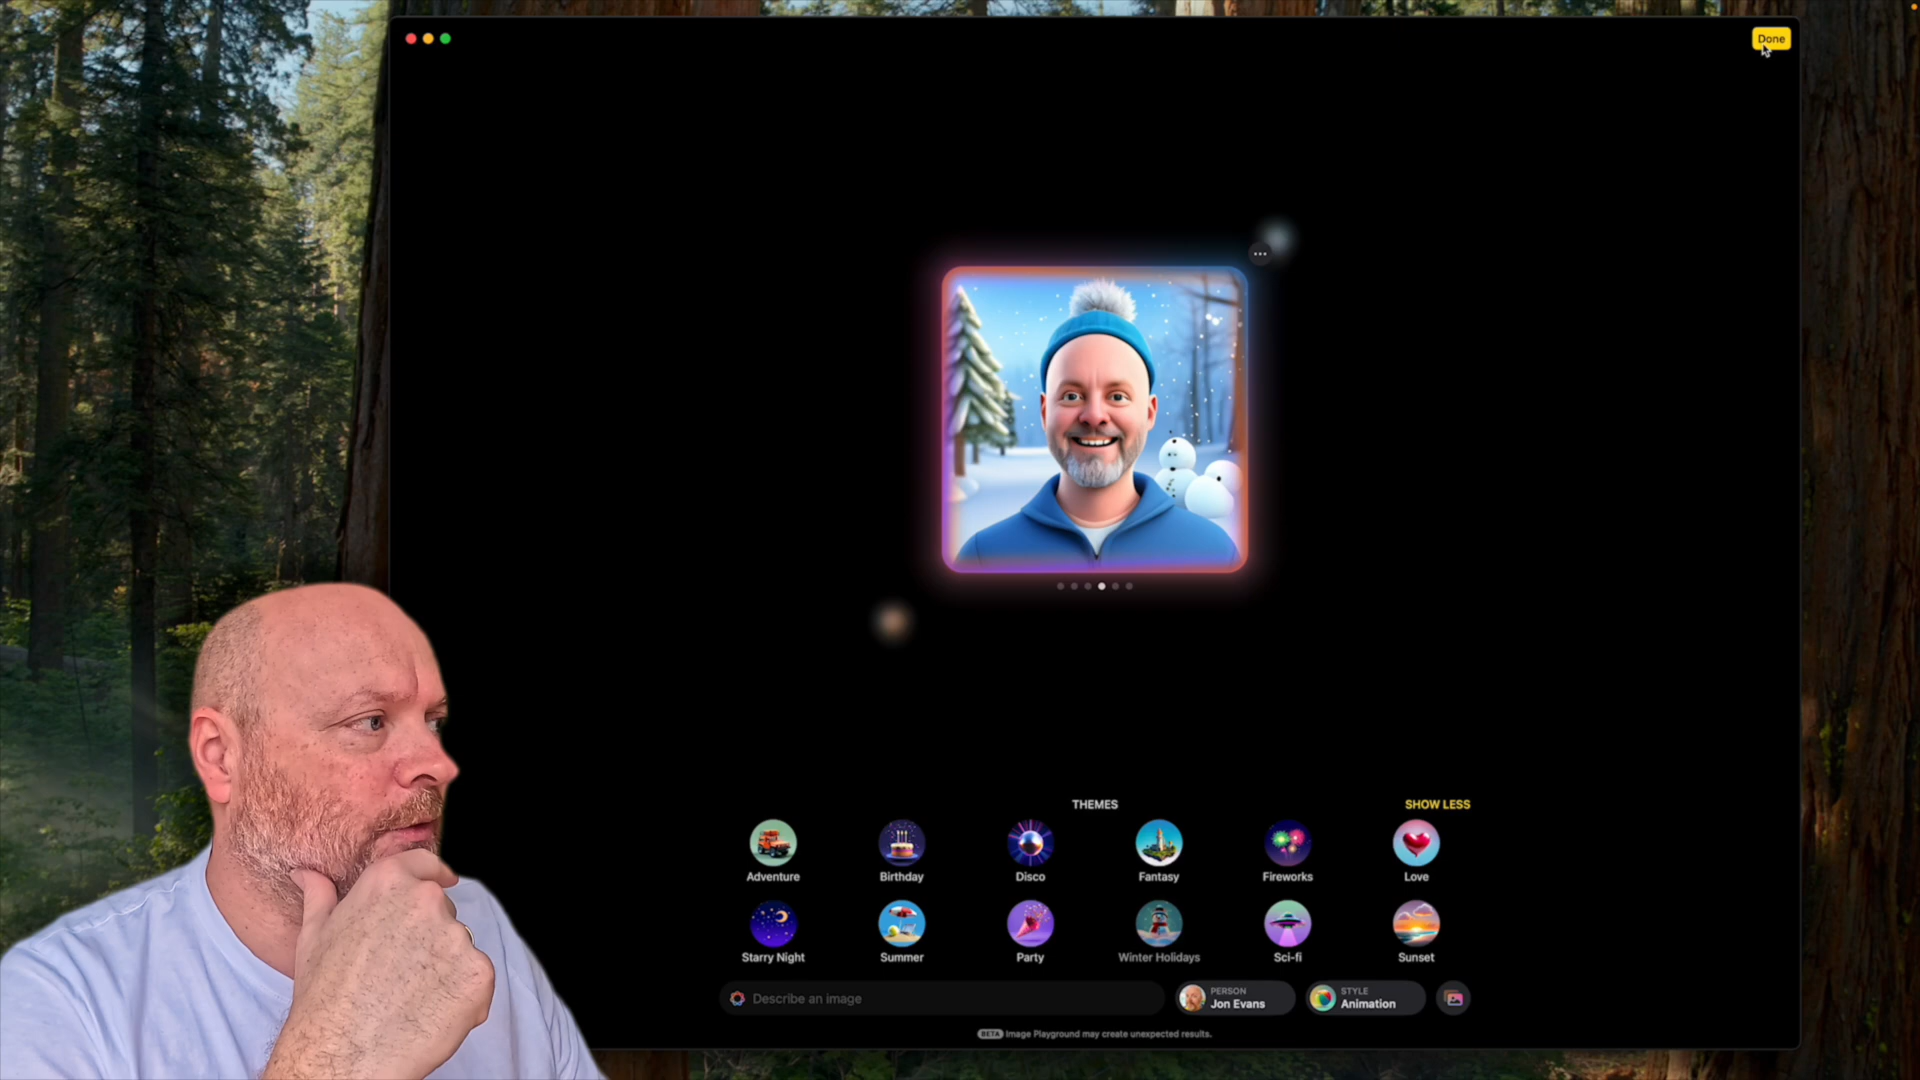 Done
THEMES
SHOW LESS
Adventure
Birthday
Disco
Fantasy
Fireworks
Love
Starry Night
Summer
Party
Winter Holidays
Sci-fi
Sunset
Describe an image
PERSON
Jon Evans
STYLE
Animation
BETA Image Playground may create unexpected results.